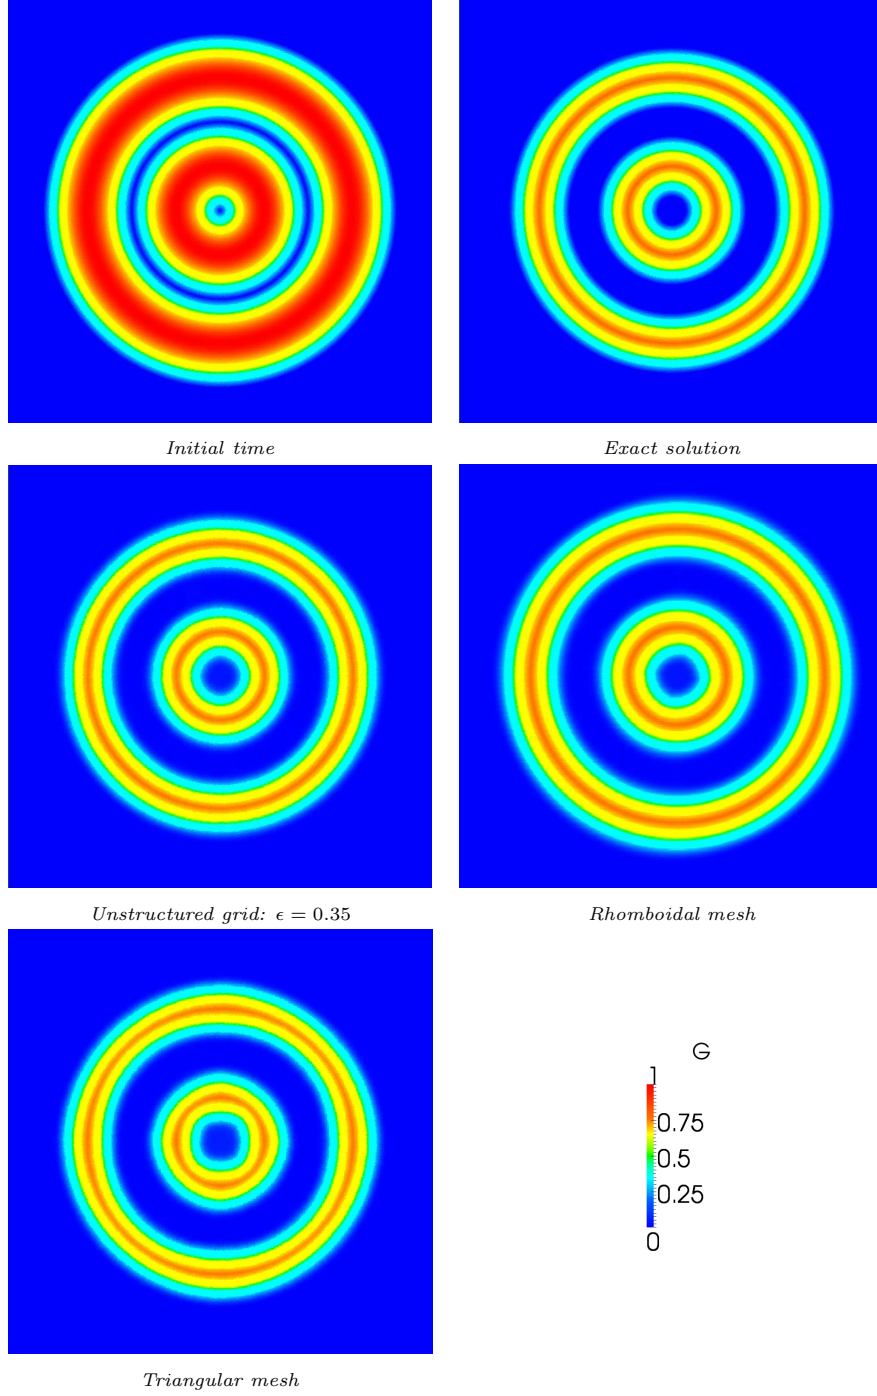 Initial time
Exact solution
Unstructured grid: ϵ = 0.35
Rhomboidal mesh
G
1
0.75
0.5
0.25
0
Triangular mesh